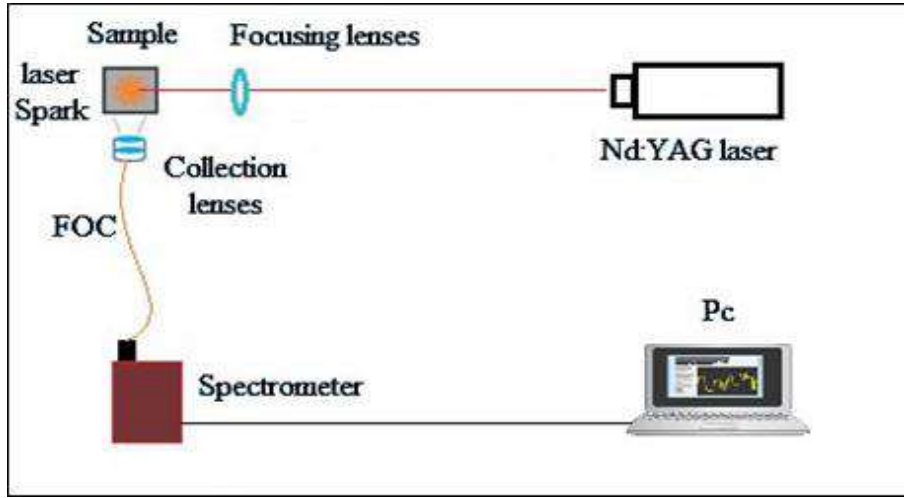 Sample
Focusing lenses
laser
Spark
Nd:YAG laser
Collection
lenses
FOC
Pc
Spectrometer